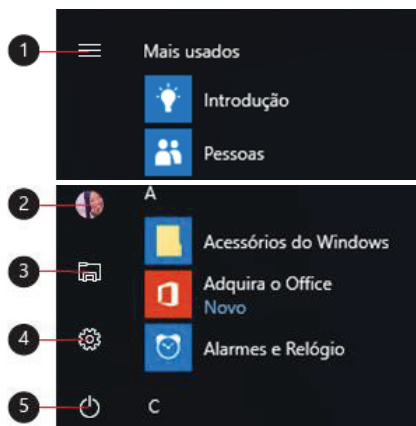 1
Mais usados
Introdução
Pessoas
2
A
Acessórios do Windows
3
Adquira o Office
Novo
4
Alarmes e Relógio
5
C